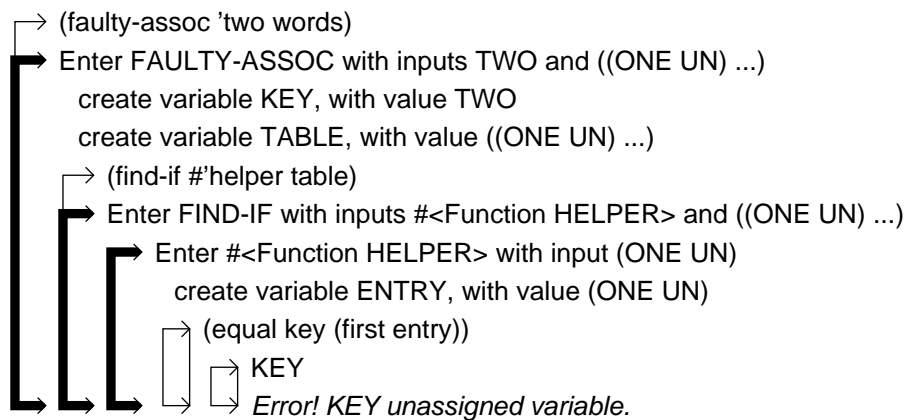 (faulty-assoc ’two words)
Enter FAULTY-ASSOC with inputs TWO and ((ONE UN) ...)
create variable KEY, with value TWO
create variable TABLE, with value ((ONE UN) ...)
(find-if #’helper table)
Enter FIND-IF with inputs #<Function HELPER> and ((ONE UN) ...)
Enter #<Function HELPER> with input (ONE UN)
create variable ENTRY, with value (ONE UN)
(equal key (first entry))
KEY
Error! KEY unassigned variable.